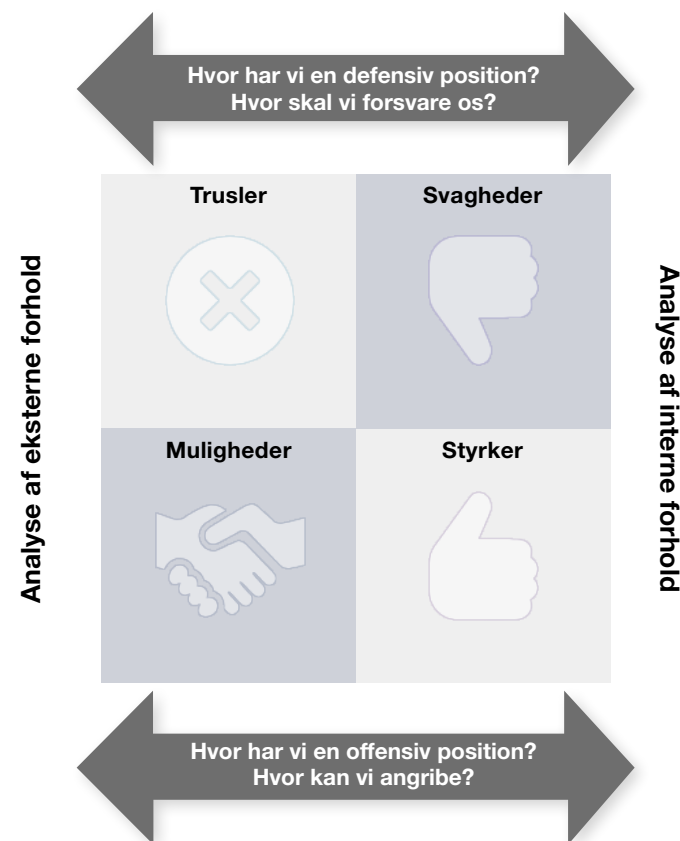 Hvor har vi en defensiv position?
Hvor skal vi forsvare os?
Analyse af eksterne forhold
Trusler
Svagheder
Muligheder
Styrker
Analyse af interne forhold
Hvor har vi en offensiv position?
Hvor kan vi angribe?